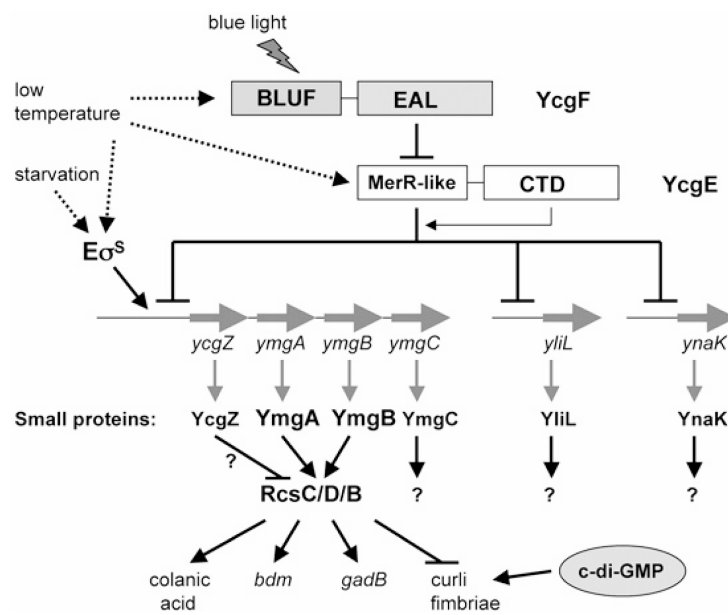 blue light
low
temperature
BLUF
EAL
YcgF
starvation
MerR-like
CTD
YcgE
EσS
ycgZ ymgA ymgB ymgC yliL ynaK
Small proteins: YcgZ YmgA YmgB YmgC YliL YnaK
?
RcsC/D/B ? ? ?
colanic
acid
bdm
gadB
curli
fimbriae
c-di-GMP